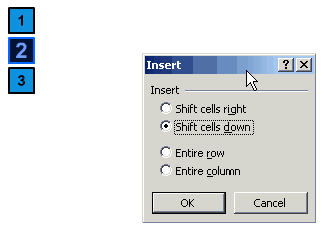 1
2
3
Insert
Insert
Shift cells right
Shift cells down
Entire row
Entire column
OK
Cancel